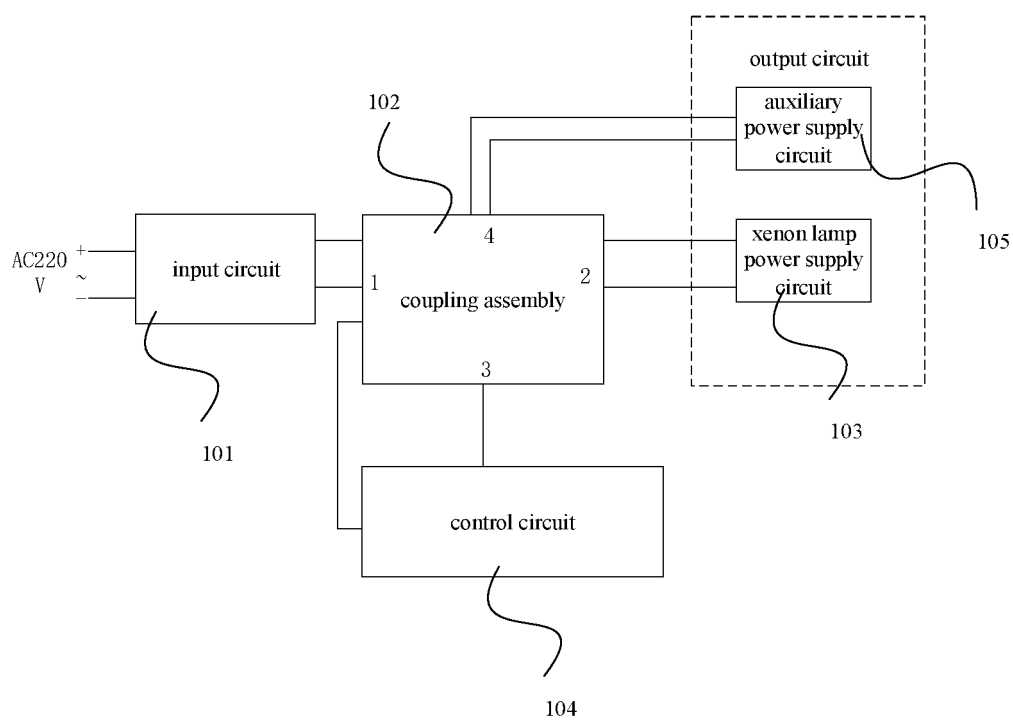 output circuit
auxiliary
power supply
circuit
102
105
4
xenon lamp
power supply
circuit
AC220
V
+
~
−
input circuit
1
coupling assembly
2
3
101
103
control circuit
104